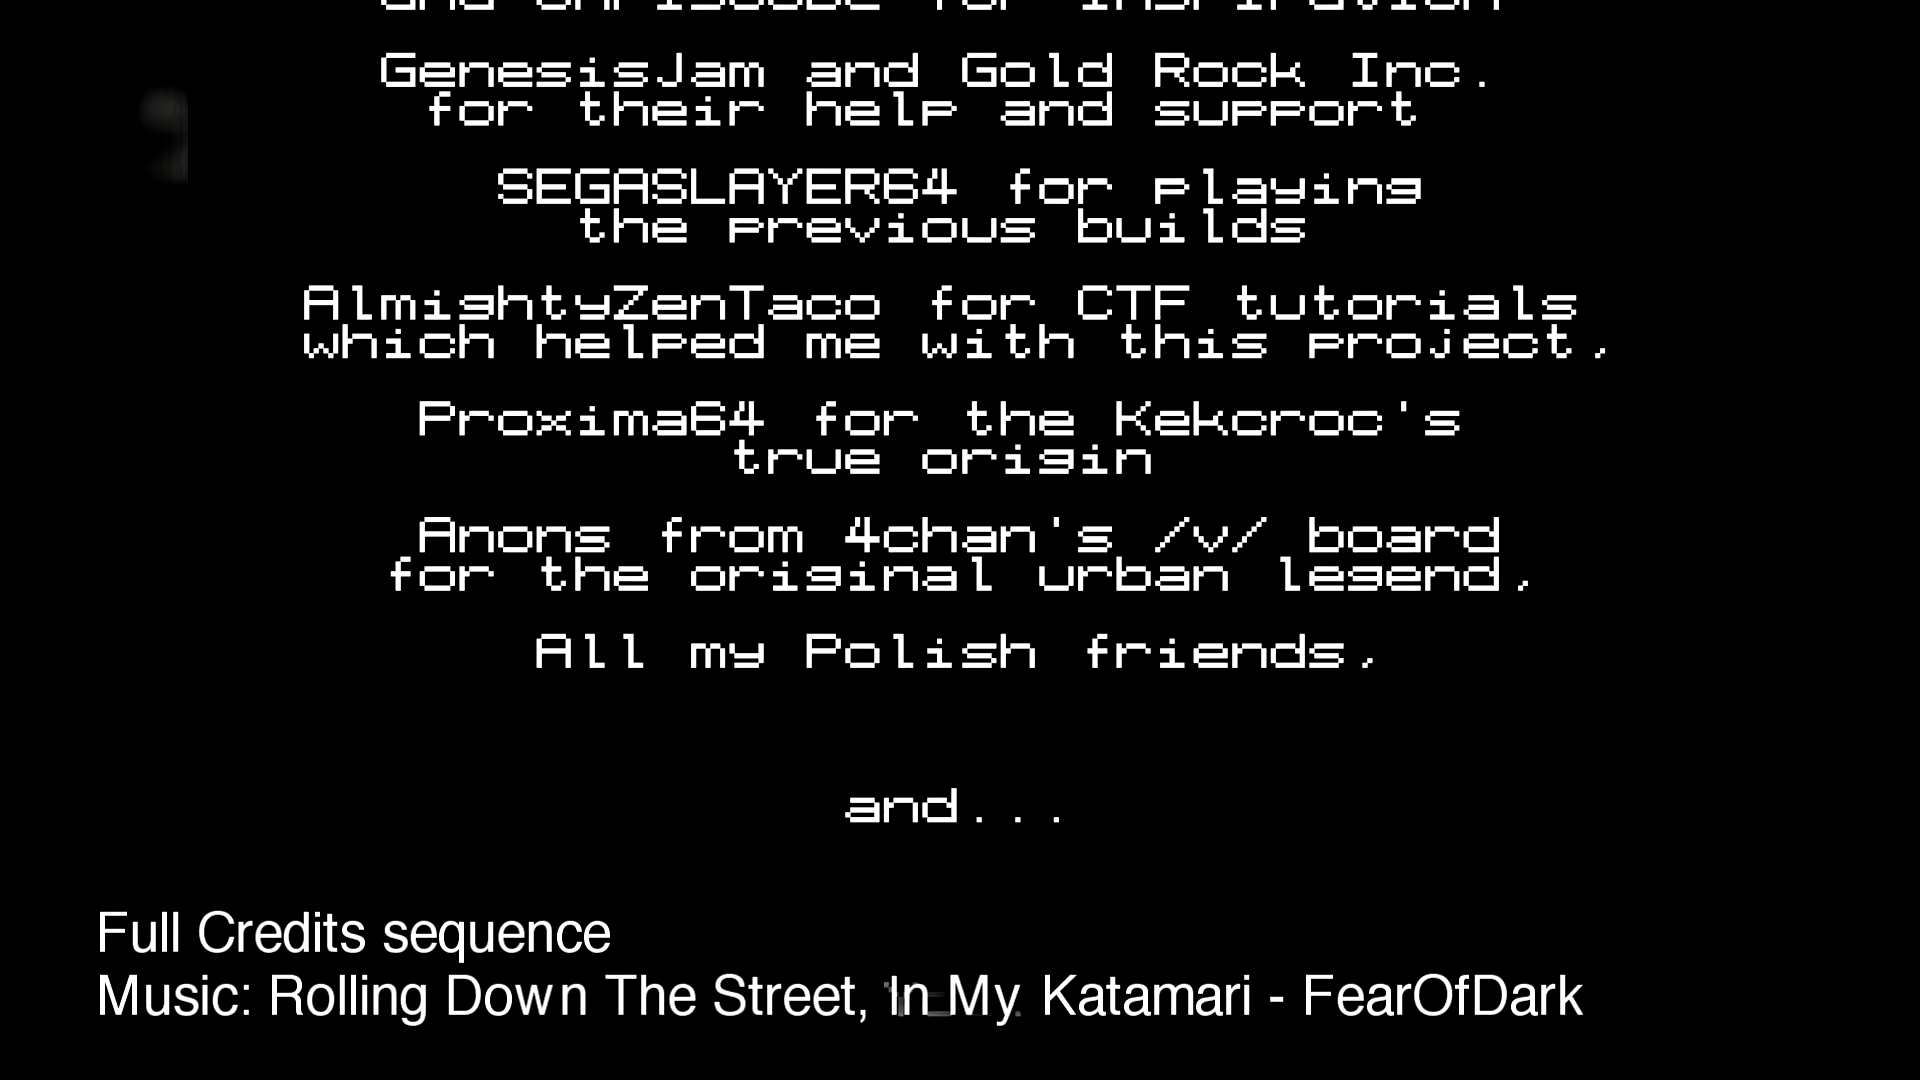 for inspiration
GenesisJam and Gold Rock Inc.
for their help and support
SEGASLAYER64 for playing
the previous builds
AlmightyZenTaco for CTF tutorials
which helped me with this project,
Proxima64 for the Kekcroc's
true origin
Anons from 4chan's /v/ board
for the original urban legend,
All my Polish friends,
and...
Full Credits sequence
Music: Rolling Down The Street, In My Katamari - FearOfDark